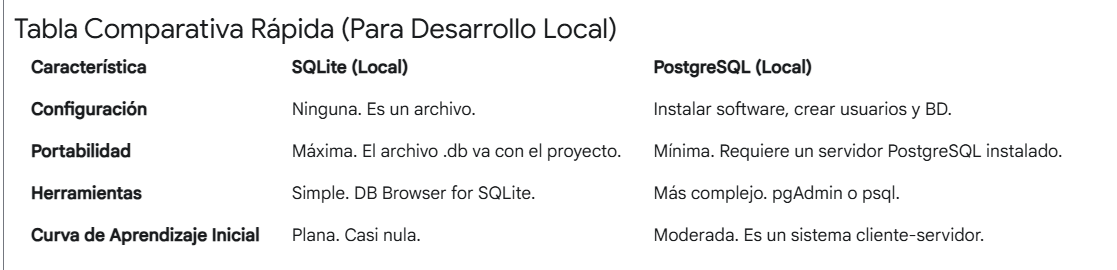 Tabla Comparativa Rápida (Para Desarrollo Local)
Característica SQLite (Local) PostgreSQL (Local)
Configuración Ninguna. Es un archivo. Instalar software, crear usuarios y BD.
Portabilidad Máxima. El archivo .db va con el proyecto. Mínima. Requiere un servidor PostgreSQL instalado.
Herramientas Simple. DB Browser for SQLite. Más complejo. pgAdmin o psql.
Curva de Aprendizaje Inicial Plana. Casi nula. Moderada. Es un sistema cliente-servidor.